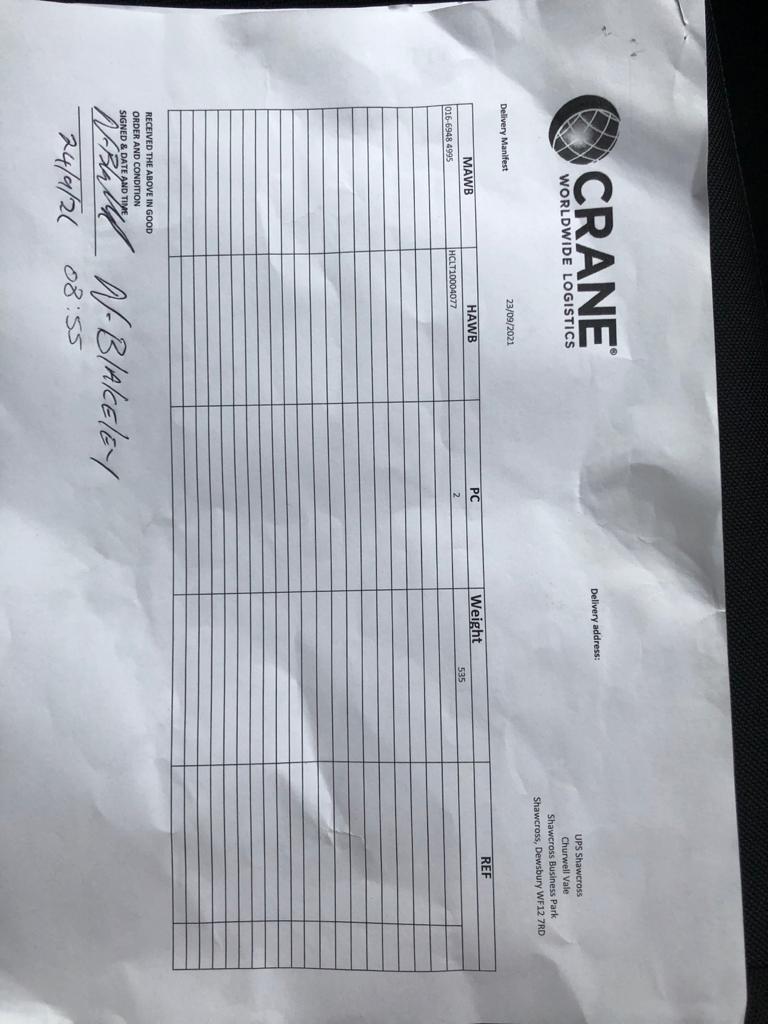 CRANE®
WORLDWIDE LOGISTICS
Delivery address:
UPS Shawcross
Churwell Vale
Shawcross Business Park
Shawcross, Dewsbury WF12 7RD
Delivery Manifest 23/09/2021
MAWB HAWB PC Weight REF
016-6948 4995 HCLT10004077 2 535
RECEIVED THE ABOVE IN GOOD
ORDER AND CONDITION
SIGNED & DATE AND TIME
N. BlAKElEY
24/9/21 08:55